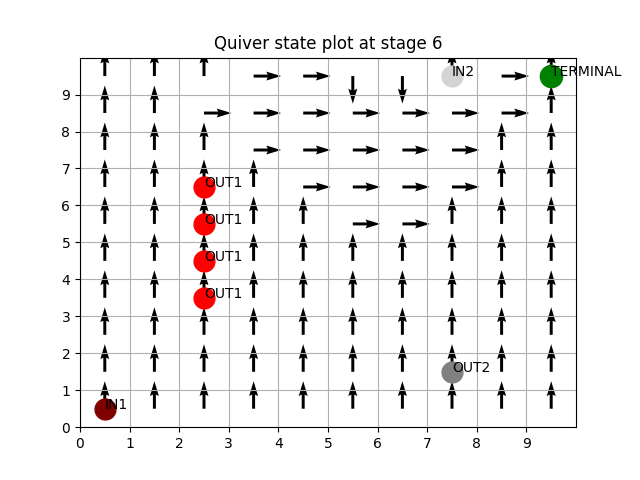 Quiver state plot at stage 6
IN2
TERMINAL
9
8
7
OUT1
6
OUT1
5
OUT1
4
OUT1
3
2
OUT2
1
IN1
0
0 1 2 3 4 5 6 7 8 9